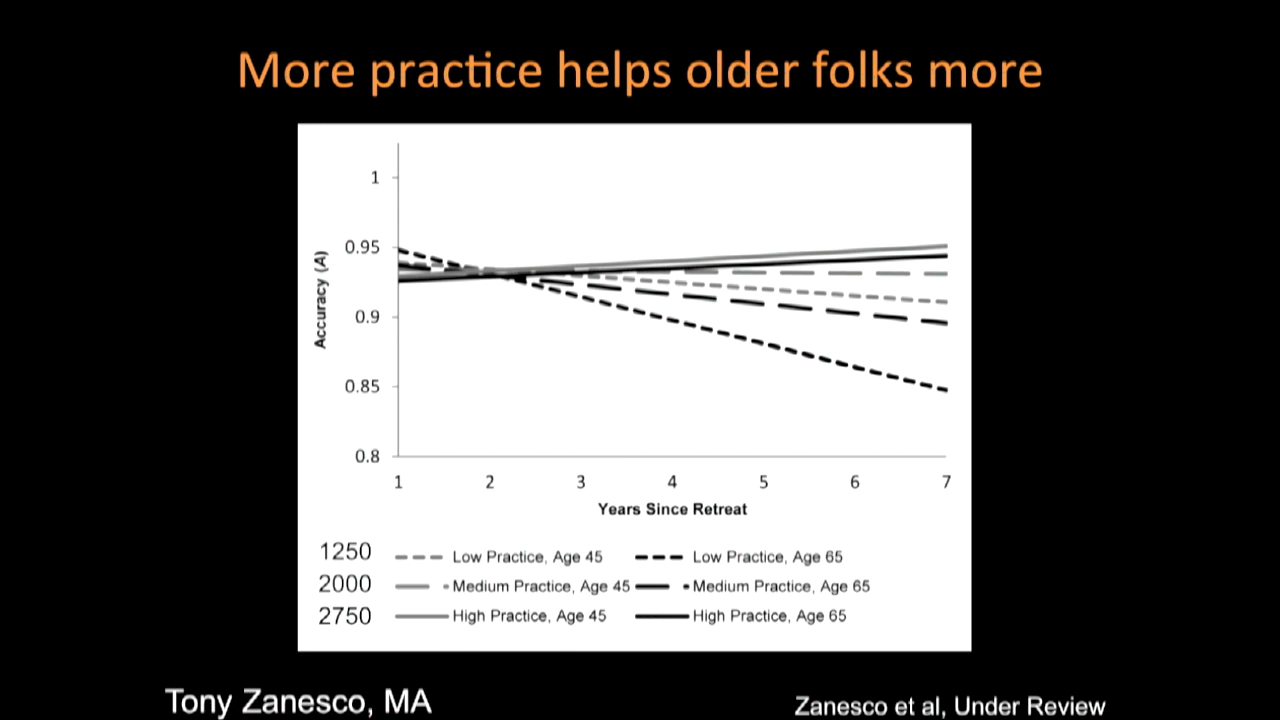 More practice helps older folks more
1
0.95
0.9
0.85
0.8
Accuracy (A)
1 2 3 4 5 6 7
Years Since Retreat
1250 Low Practice, Age 45 Low Practice, Age 65
2000 Medium Practice, Age 45 Medium Practice, Age 65
2750 High Practice, Age 45 High Practice, Age 65
Tony Zanesco, MA
Zanesco et al, Under Review